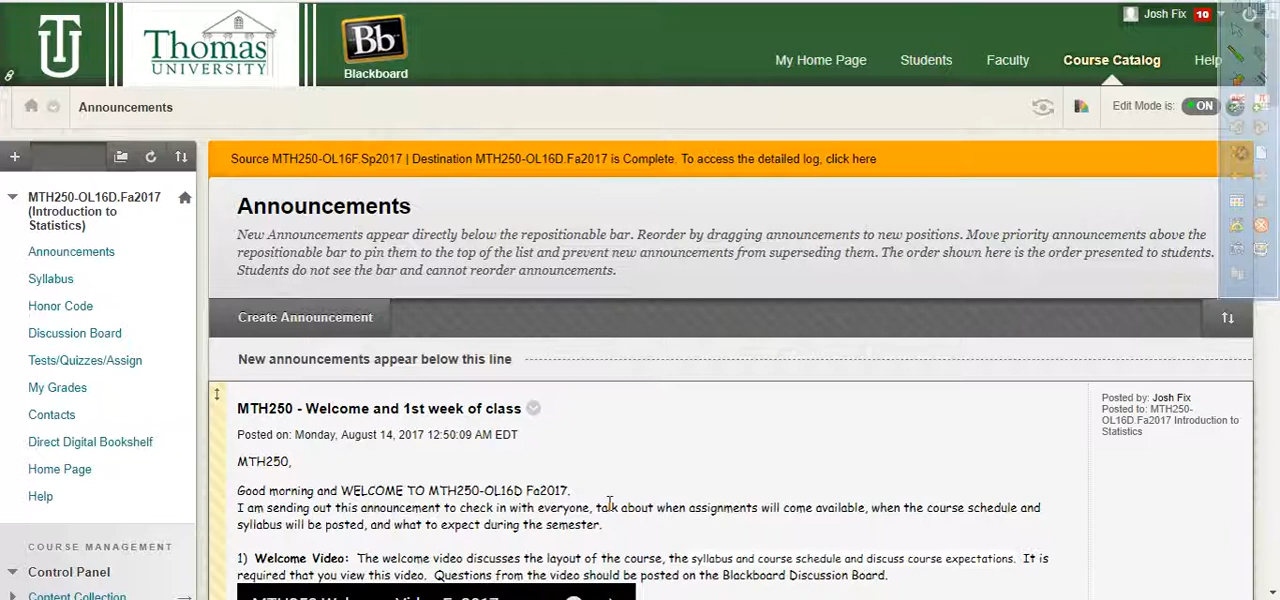 Josh Fix 10
Thomas
UNIVERSITY
Bb
Blackboard
My Home Page Students Faculty Course Catalog Help
Announcements
Edit Mode is: ON
Source MTH250-OL16F.Sp2017 | Destination MTH250-OL16D.Fa2017 is Complete. To access the detailed log, click here
MTH250-OL16D.Fa2017
(Introduction to
Statistics)
Announcements
Syllabus
Honor Code
Discussion Board
Tests/Quizzes/Assign
My Grades
Contacts
Direct Digital Bookshelf
Home Page
Help
COURSE MANAGEMENT
Control Panel
Content Collection
Announcements
New Announcements appear directly below the repositionable bar. Reorder by dragging announcements to new positions. Move priority announcements above the
repositionable bar to pin them to the top of the list and prevent new announcements from superseding them. The order shown here is the order presented to students.
Students do not see the bar and cannot reorder announcements.
Create Announcement
New announcements appear below this line
MTH250 - Welcome and 1st week of class
Posted on: Monday, August 14, 2017 12:50:09 AM EDT
MTH250,
Good morning and WELCOME TO MTH250-OL16D Fa2017.
I am sending out this announcement to check in with everyone, talk about when assignments will come available, when the course schedule and
syllabus will be posted, and what to expect during the semester.
1) Welcome Video: The welcome video discusses the layout of the course, the syllabus and course schedule and discuss course expectations. It is
required that you view this video. Questions from the video should be posted on the Blackboard Discussion Board.
MTH250 Welcome Video Fa2017
Posted by: Josh Fix
Posted to: MTH250-
OL16D.Fa2017 Introduction to
Statistics